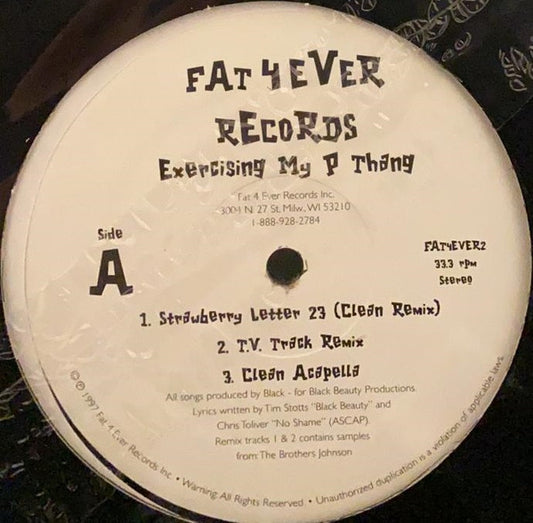 FAT 4 EVER
RECORDS
Exercising My P Thang
Fat 4 Ever Records Inc.
3004 N. 27 St. Milw., WI 53210
1-888-928-2784
Side
A
FAT4EVER2
33.3 RPM
Stereo
1. Strawberry Letter 23 (Clean Remix)
2. T.V. Track Remix
3. Clean Acapella
All songs produced by Black - for Black Beauty Productions.
Lyrics written by Tim Stotts "Black Beauty" and
Chris Toliver "No Shame" (ASCAP).
Remix tracks 1 & 2 contains samples
from: The Brothers Johnson
© ℗ 1997 Fat 4 Ever Records Inc • Warning: All Rights Reserved • Unauthorized duplication is a violation of applicable laws.